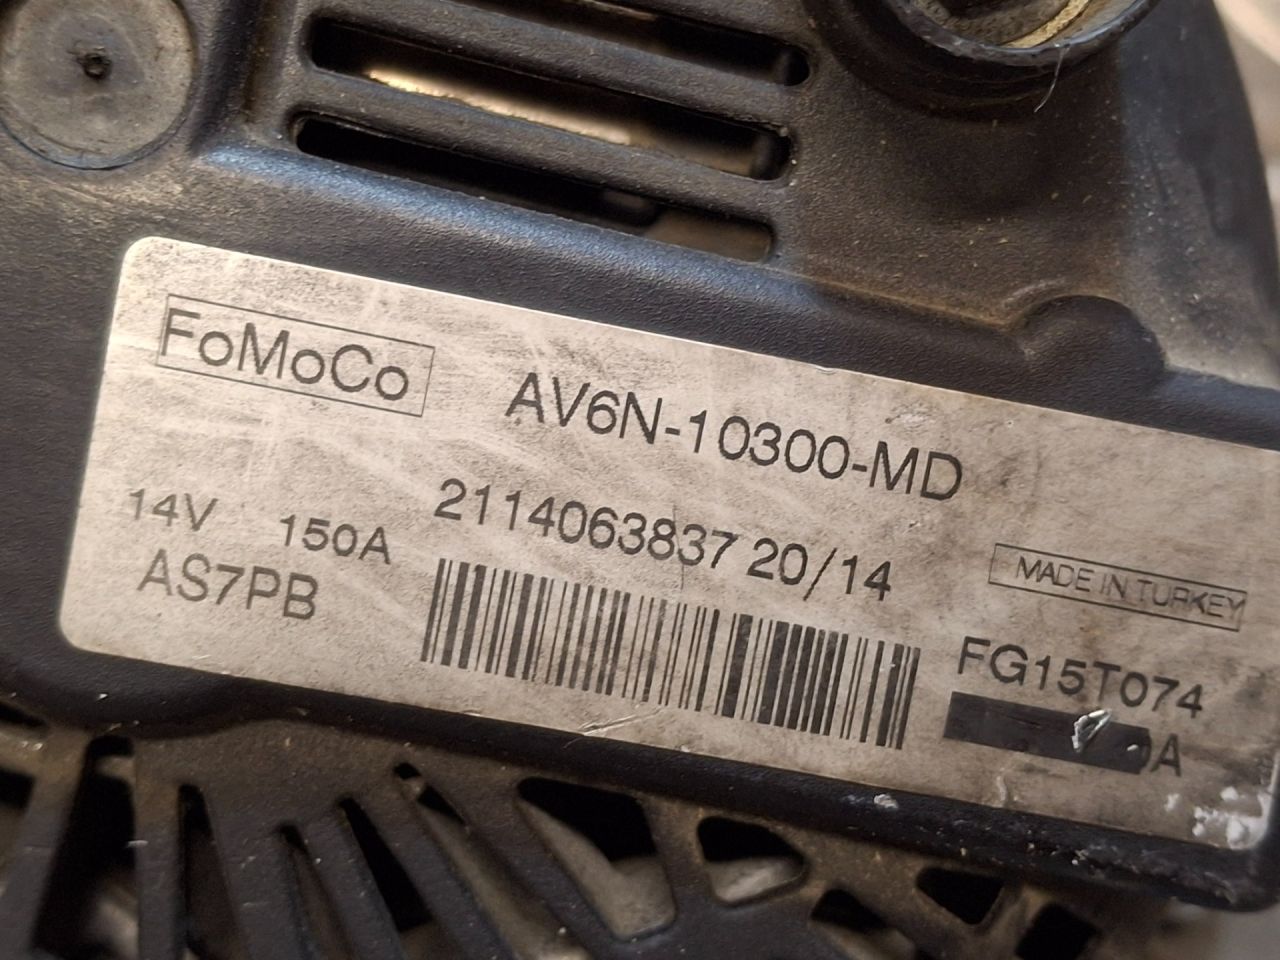 FoMoCo AV6N-10300-MD
14V 150A 2114063837 20/14
AS7PB MADE IN TURKEY
FG15T074